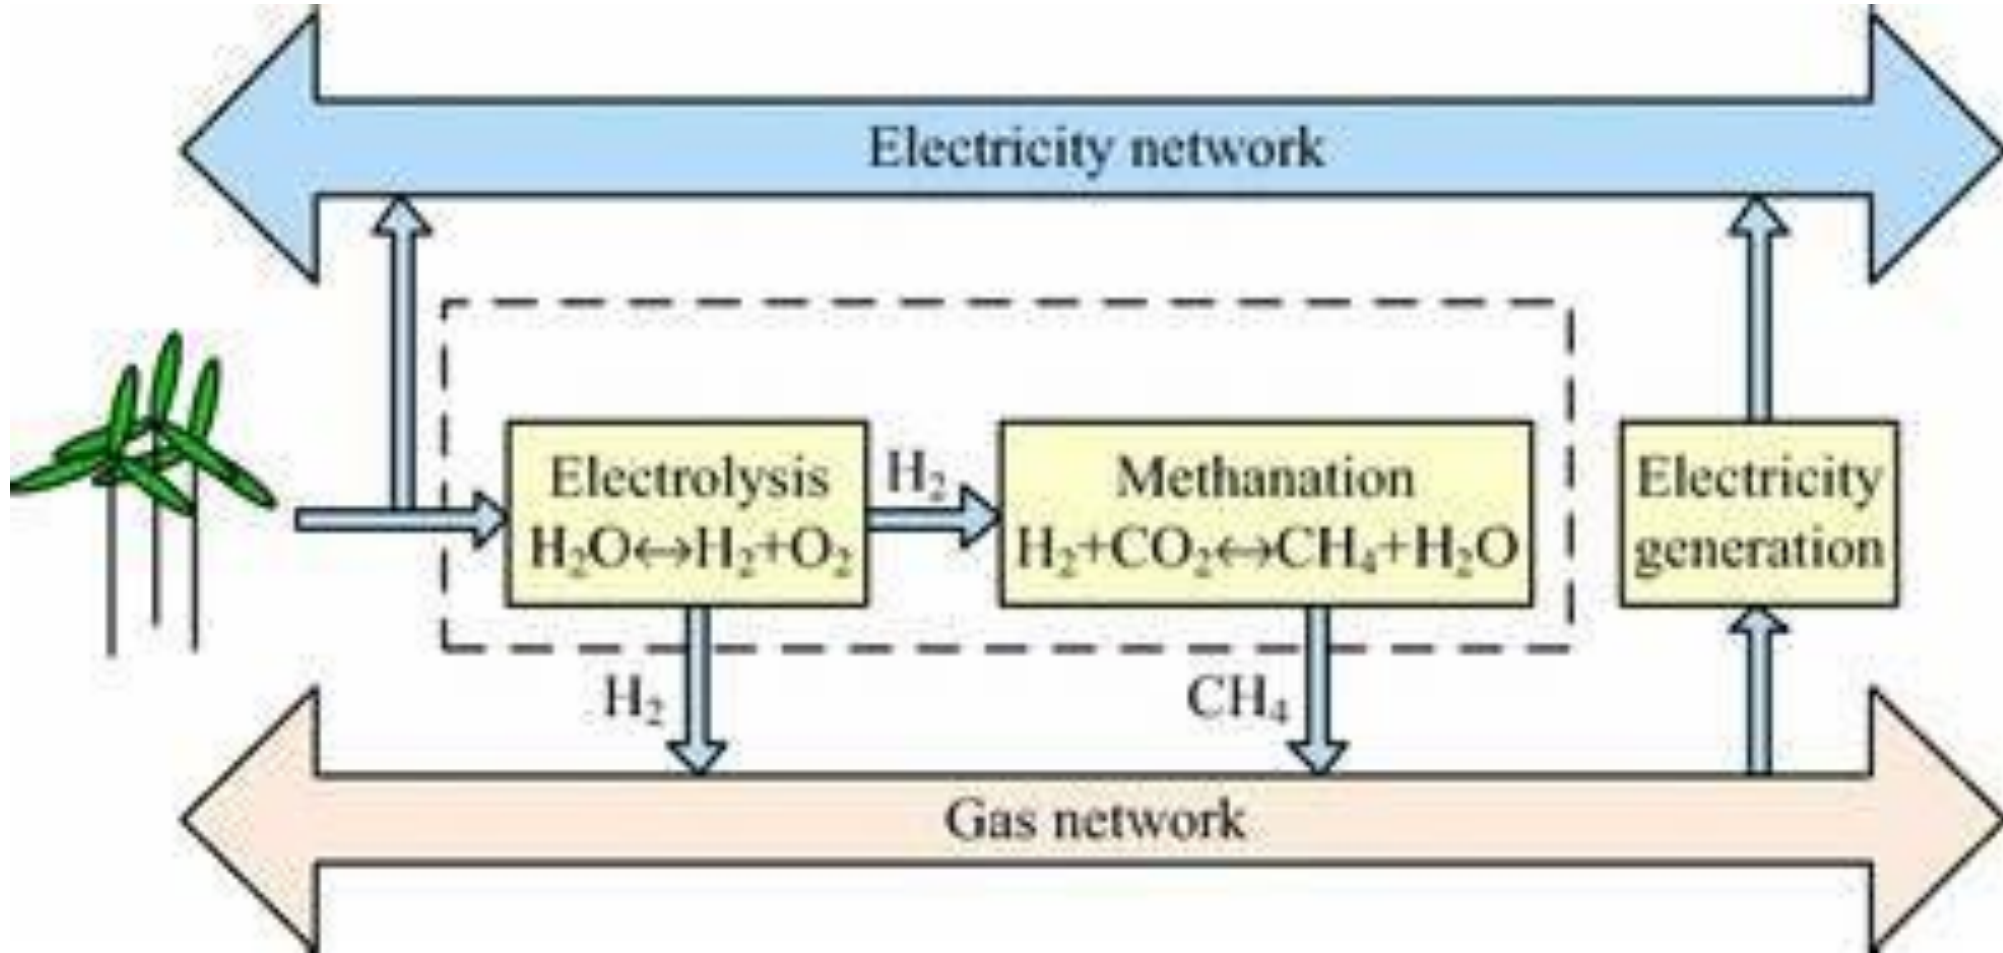 Electricity network
Electrolysis
H₂O↔H₂+O₂
H₂
Methanation
H₂+CO₂↔CH₄+H₂O
Electricity
generation
H₂
CH₄
Gas network